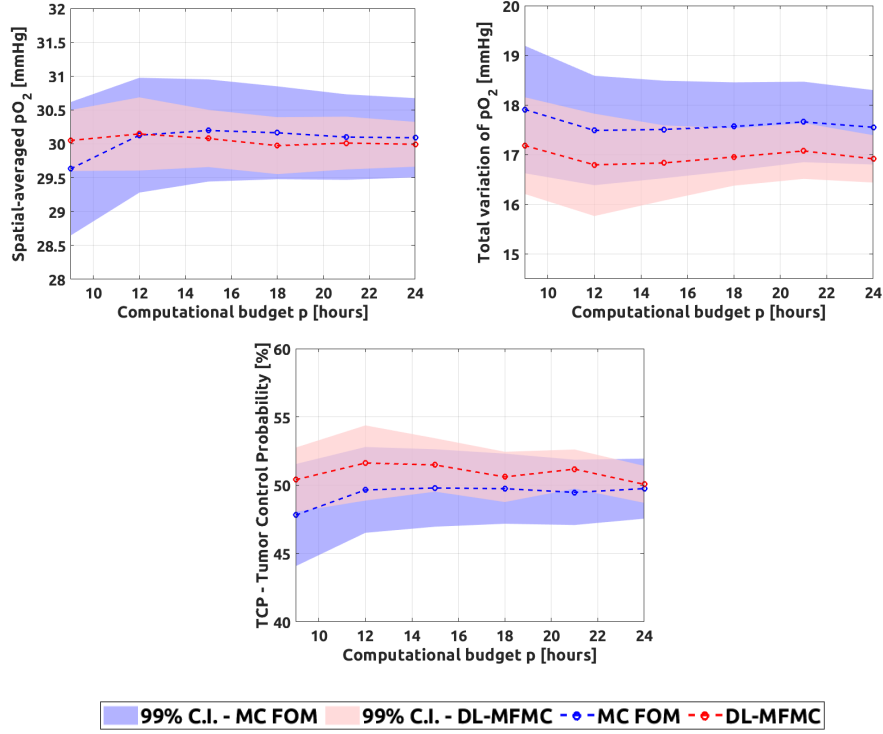 32
31.5
31
30.5
30
29.5
29
28.5
28
Spatial-averaged pO2 [mmHg]
10 12 14 16 18 20 22 24
Computational budget p [hours]
20
19
18
17
16
15
Total variation of pO2 [mmHg]
10 12 14 16 18 20 22 24
Computational budget p [hours]
60
55
50
45
40
TCP - Tumor Control Probability [%]
10 12 14 16 18 20 22 24
Computational budget p [hours]
99% C.I. - MC FOM 99% C.I. - DL-MFMC MC FOM DL-MFMC